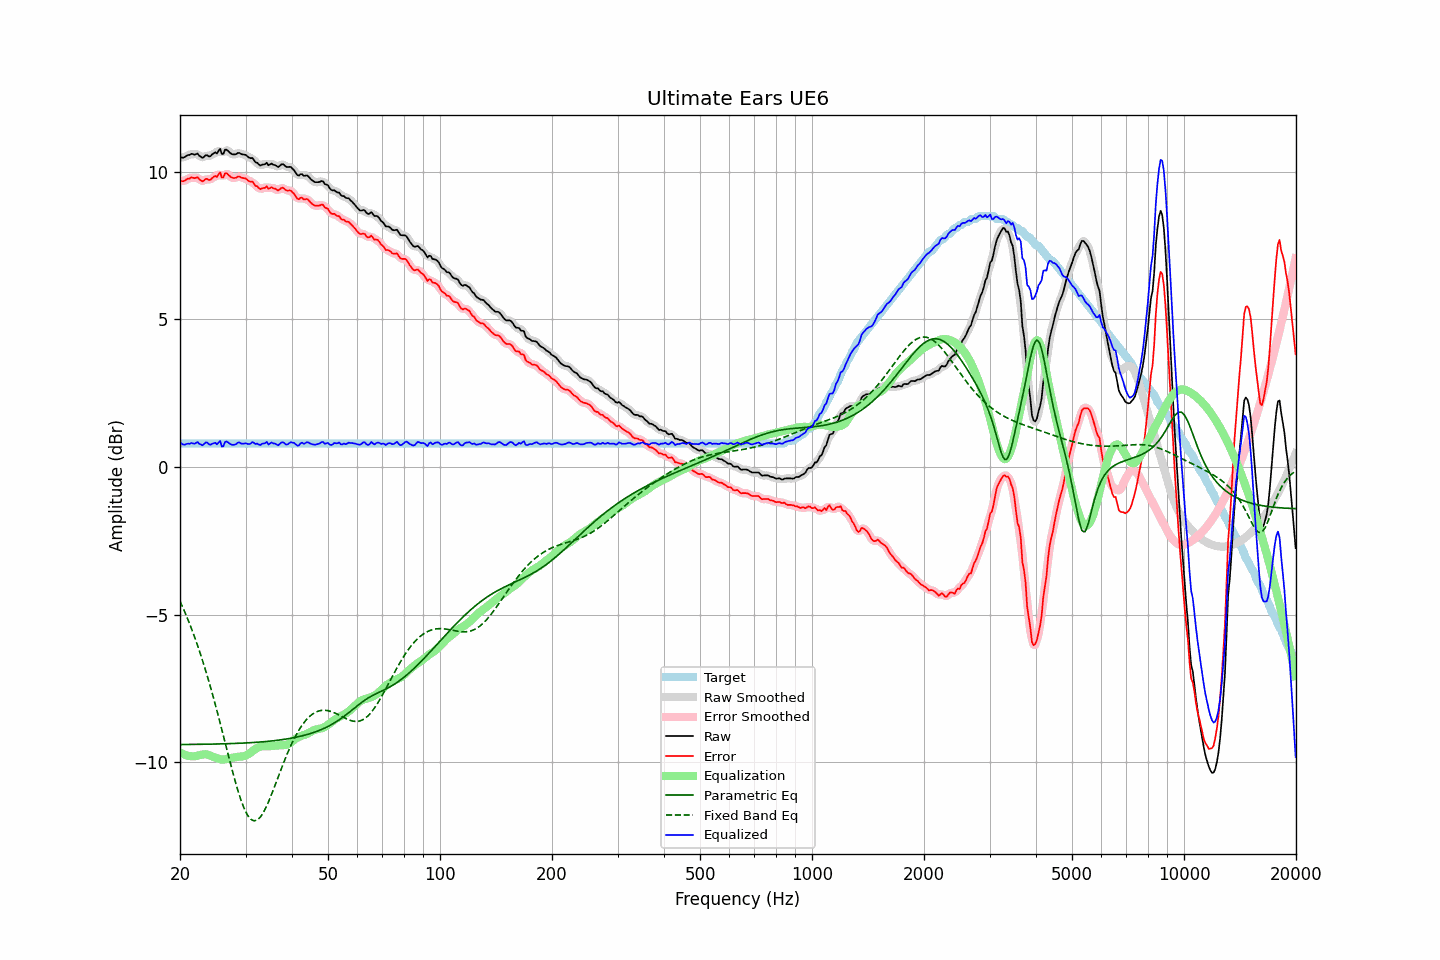 Ultimate Ears UE6
Amplitude (dBr)
10
5
0
−5
−10
20
50
100
200
500
1000
2000
5000
10000
20000
Frequency (Hz)
Target
Raw Smoothed
Error Smoothed
Raw
Error
Equalization
Parametric Eq
Fixed Band Eq
Equalized